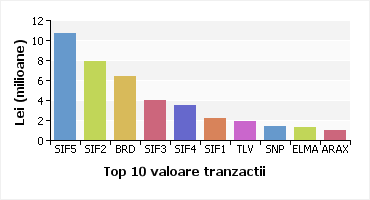 Lei (milioane)
12
10
8
6
4
2
0
SIF5 SIF2 BRD SIF3 SIF4 SIF1 TLV SNP ELMA ARAX
Top 10 valoare tranzactii